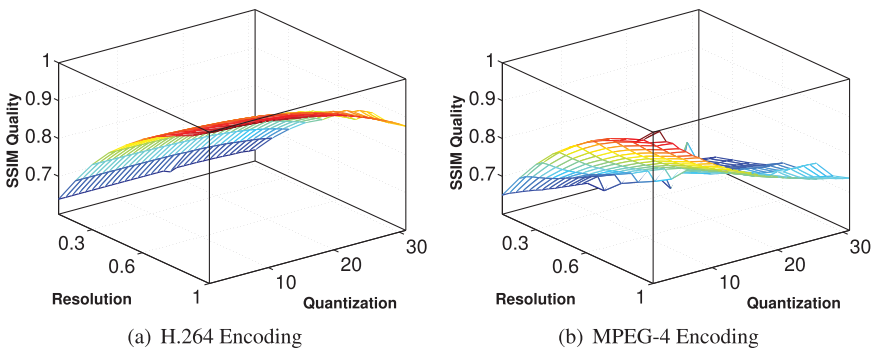 1
0.9
0.8
0.7
SSIM Quality
0.3
0.6
1
Resolution
10
20
30
Quantization
(a) H.264 Encoding
1
0.9
0.8
0.7
SSIM Quality
0.3
0.6
1
Resolution
10
20
30
Quantization
(b) MPEG-4 Encoding